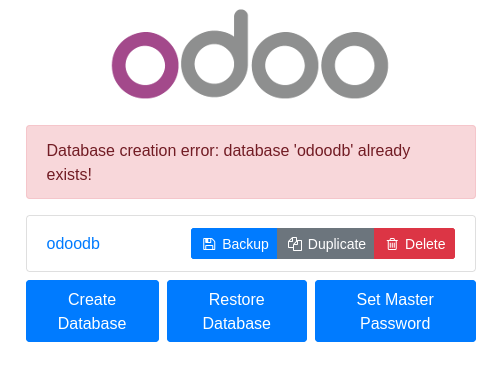 odoo
Database creation error: database 'odoodb' already
exists!
odoodb Backup Duplicate Delete
Create
Database
Restore
Database
Set Master
Password